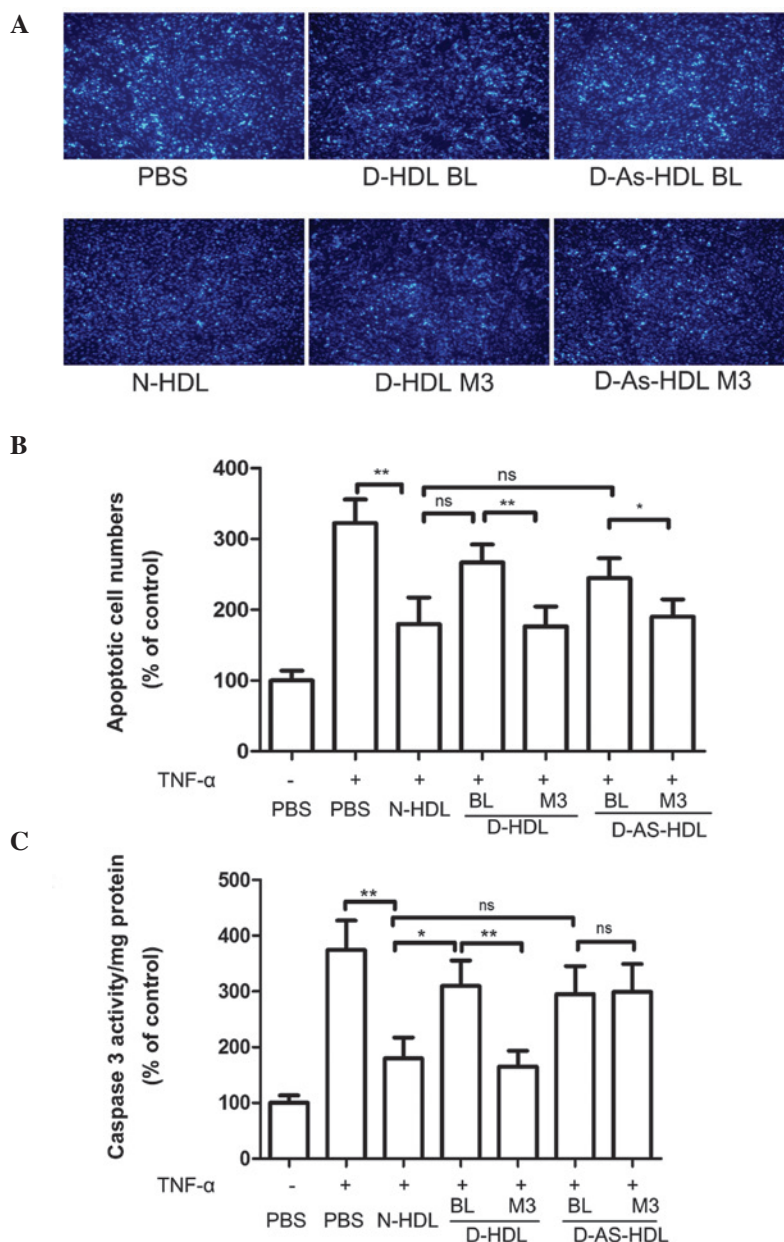 A
PBS D-HDL BL D-As-HDL BL
N-HDL D-HDL M3 D-As-HDL M3
B
Apoptotic cell numbers
(% of control)
400
300
200
100
0
** ns ns ** *
TNF-α - + + + + + +
PBS PBS N-HDL BL M3 BL M3
D-HDL D-AS-HDL
C
Caspase 3 activity/mg protein
(% of control)
500
400
300
200
100
0
** * ns ** ns
TNF-α - + + + + + +
PBS PBS N-HDL BL M3 BL M3
D-HDL D-AS-HDL